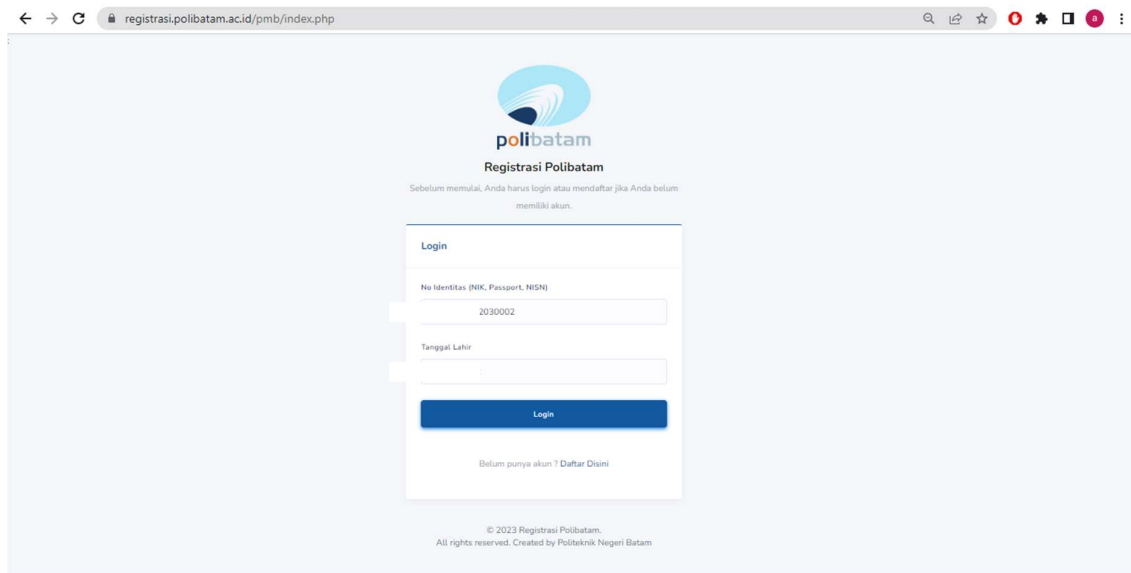 registrasi.polibatam.ac.id/pmb/index.php
a
polibatam
Registrasi Polibatam
Sebelum memulai, Anda harus login atau mendaftar jika Anda belum
memiliki akun.
Login
No Identitas (NIK, Passport, NISN)
2030002
Tanggal Lahir
Login
Belum punya akun ? Daftar Disini
© 2023 Registrasi Polibatam.
All rights reserved. Created by Politeknik Negeri Batam